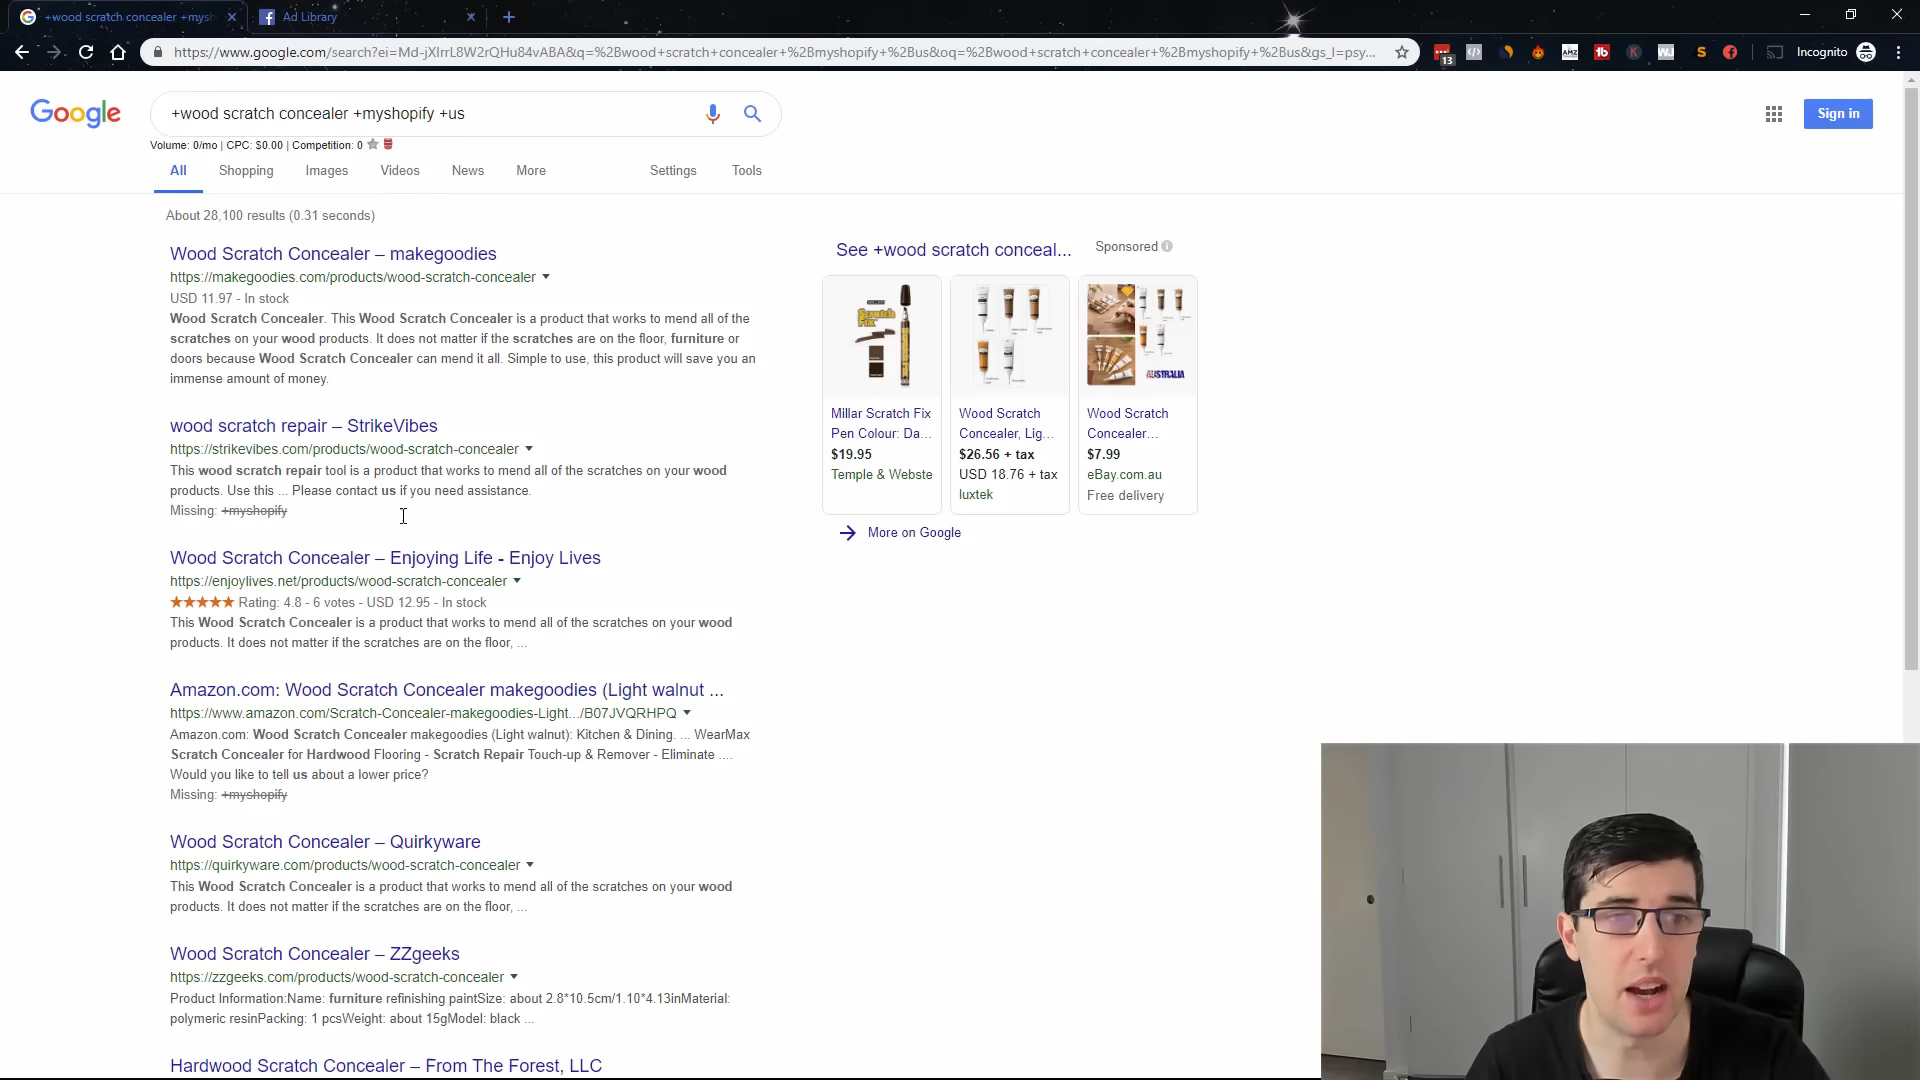 +wood scratch concealer +mysh
Ad Library
https://www.google.com/search?ei=Md-jXIrrL8W2rQHu84vABA&q=%2Bwood+scratch+concealer+%2Bmyshopify+%2Bus&oq=%2Bwood+scratch+concealer+%2Bmyshopify+%2Bus&gs_l=psy...
13
AMZ
Incognito
Google
+wood scratch concealer +myshopify +us
Sign in
Volume: 0/mo | CPC: $0.00 | Competition: 0
All
Shopping
Images
Videos
News
More
Settings
Tools
About 28,100 results (0.31 seconds)
Wood Scratch Concealer – makegoodies
https://makegoodies.com/products/wood-scratch-concealer
USD 11.97 - In stock
Wood Scratch Concealer. This Wood Scratch Concealer is a product that works to mend all of the
scratches on your wood products. It does not matter if the scratches are on the floor, furniture or
doors because Wood Scratch Concealer can mend it all. Simple to use, this product will save you an
immense amount of money.
wood scratch repair – StrikeVibes
https://strikevibes.com/products/wood-scratch-concealer
This wood scratch repair tool is a product that works to mend all of the scratches on your wood
products. Use this ... Please contact us if you need assistance.
Missing: +myshopify
Wood Scratch Concealer – Enjoying Life - Enjoy Lives
https://enjoylives.net/products/wood-scratch-concealer
Rating: 4.8 - 6 votes - USD 12.95 - In stock
This Wood Scratch Concealer is a product that works to mend all of the scratches on your wood
products. It does not matter if the scratches are on the floor, ...
Amazon.com: Wood Scratch Concealer makegoodies (Light walnut ...
https://www.amazon.com/Scratch-Concealer-makegoodies-Light.../B07JVQRHPQ
Amazon.com: Wood Scratch Concealer makegoodies (Light walnut): Kitchen & Dining. ... WearMax
Scratch Concealer for Hardwood Flooring - Scratch Repair Touch-up & Remover - Eliminate ....
Would you like to tell us about a lower price?
Missing: +myshopify
Wood Scratch Concealer – Quirkyware
https://quirkyware.com/products/wood-scratch-concealer
This Wood Scratch Concealer is a product that works to mend all of the scratches on your wood
products. It does not matter if the scratches are on the floor, ...
Wood Scratch Concealer – ZZgeeks
https://zzgeeks.com/products/wood-scratch-concealer
Product Information:Name: furniture refinishing paintSize: about 2.8*10.5cm/1.10*4.13inMaterial:
polymeric resinPacking: 1 pcsWeight: about 15gModel: black ...
Hardwood Scratch Concealer – From The Forest, LLC
See +wood scratch conceal...
Sponsored
Scratch
Fix
AUSTRALIA
Millar Scratch Fix
Pen Colour: Da...
$19.95
Temple & Webste
Wood Scratch
Concealer, Lig...
$26.56 + tax
USD 18.76 + tax
luxtek
Wood Scratch
Concealer...
$7.99
eBay.com.au
Free delivery
More on Google